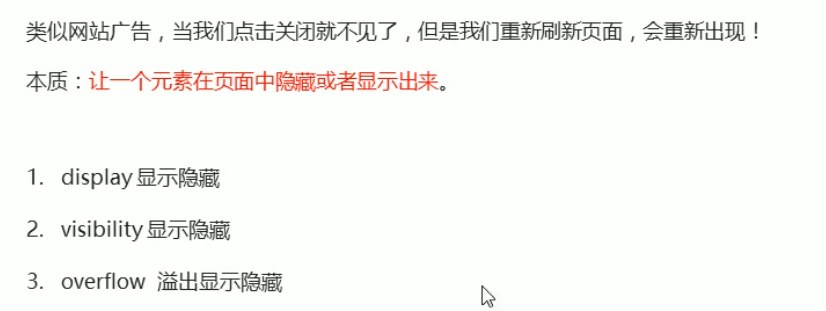 类似网站广告，当我们点击关闭就不见了，但是我们重新刷新页面，会重新出现！
本质：让一个元素在页面中隐藏或者显示出来。
1. display 显示隐藏
2. visibility 显示隐藏
3. overflow 溢出显示隐藏